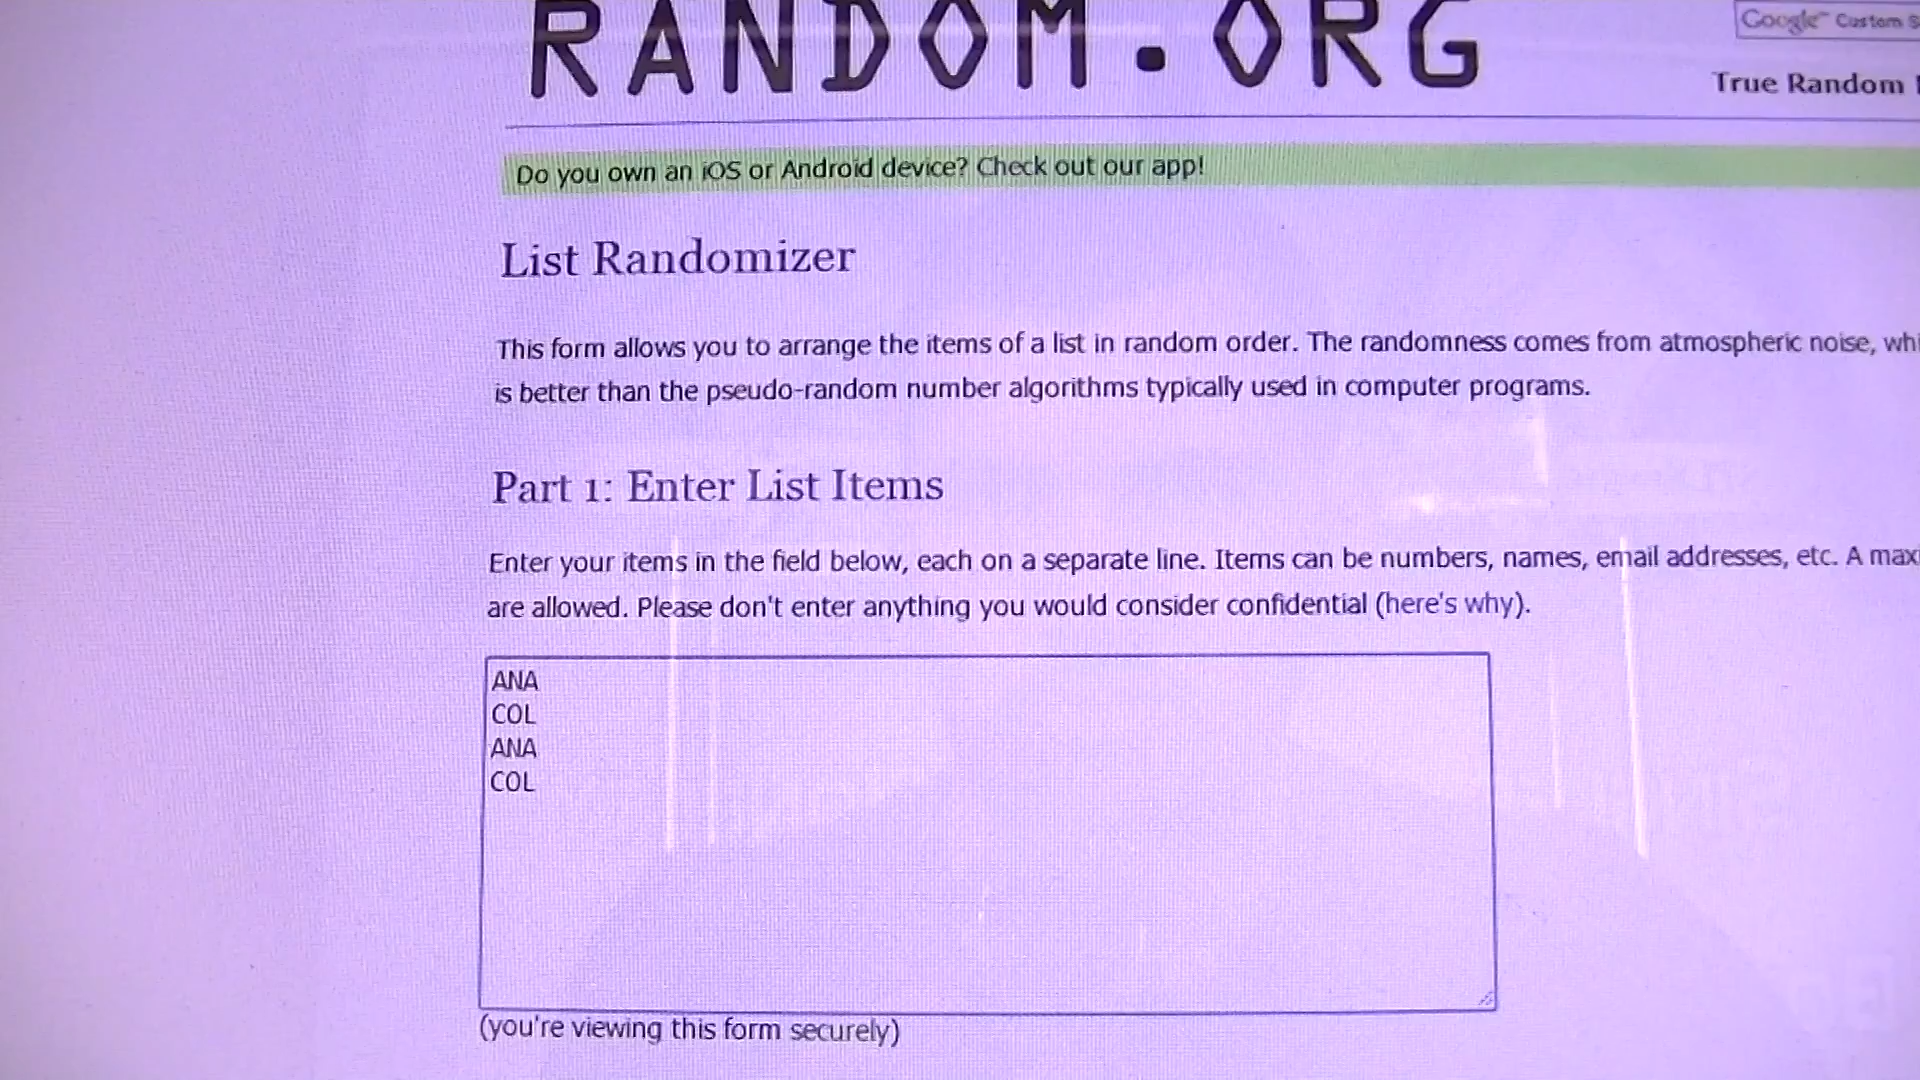 RANDOM.ORG
Google™ Custom
True Random
Do you own an iOS or Android device? Check out our app!
List Randomizer
This form allows you to arrange the items of a list in random order. The randomness comes from atmospheric noise, whi
is better than the pseudo-random number algorithms typically used in computer programs.
Part 1: Enter List Items
Enter your items in the field below, each on a separate line. Items can be numbers, names, email addresses, etc. A maxi
are allowed. Please don't enter anything you would consider confidential (here's why).
ANA
COL
ANA
COL
(you're viewing this form securely)